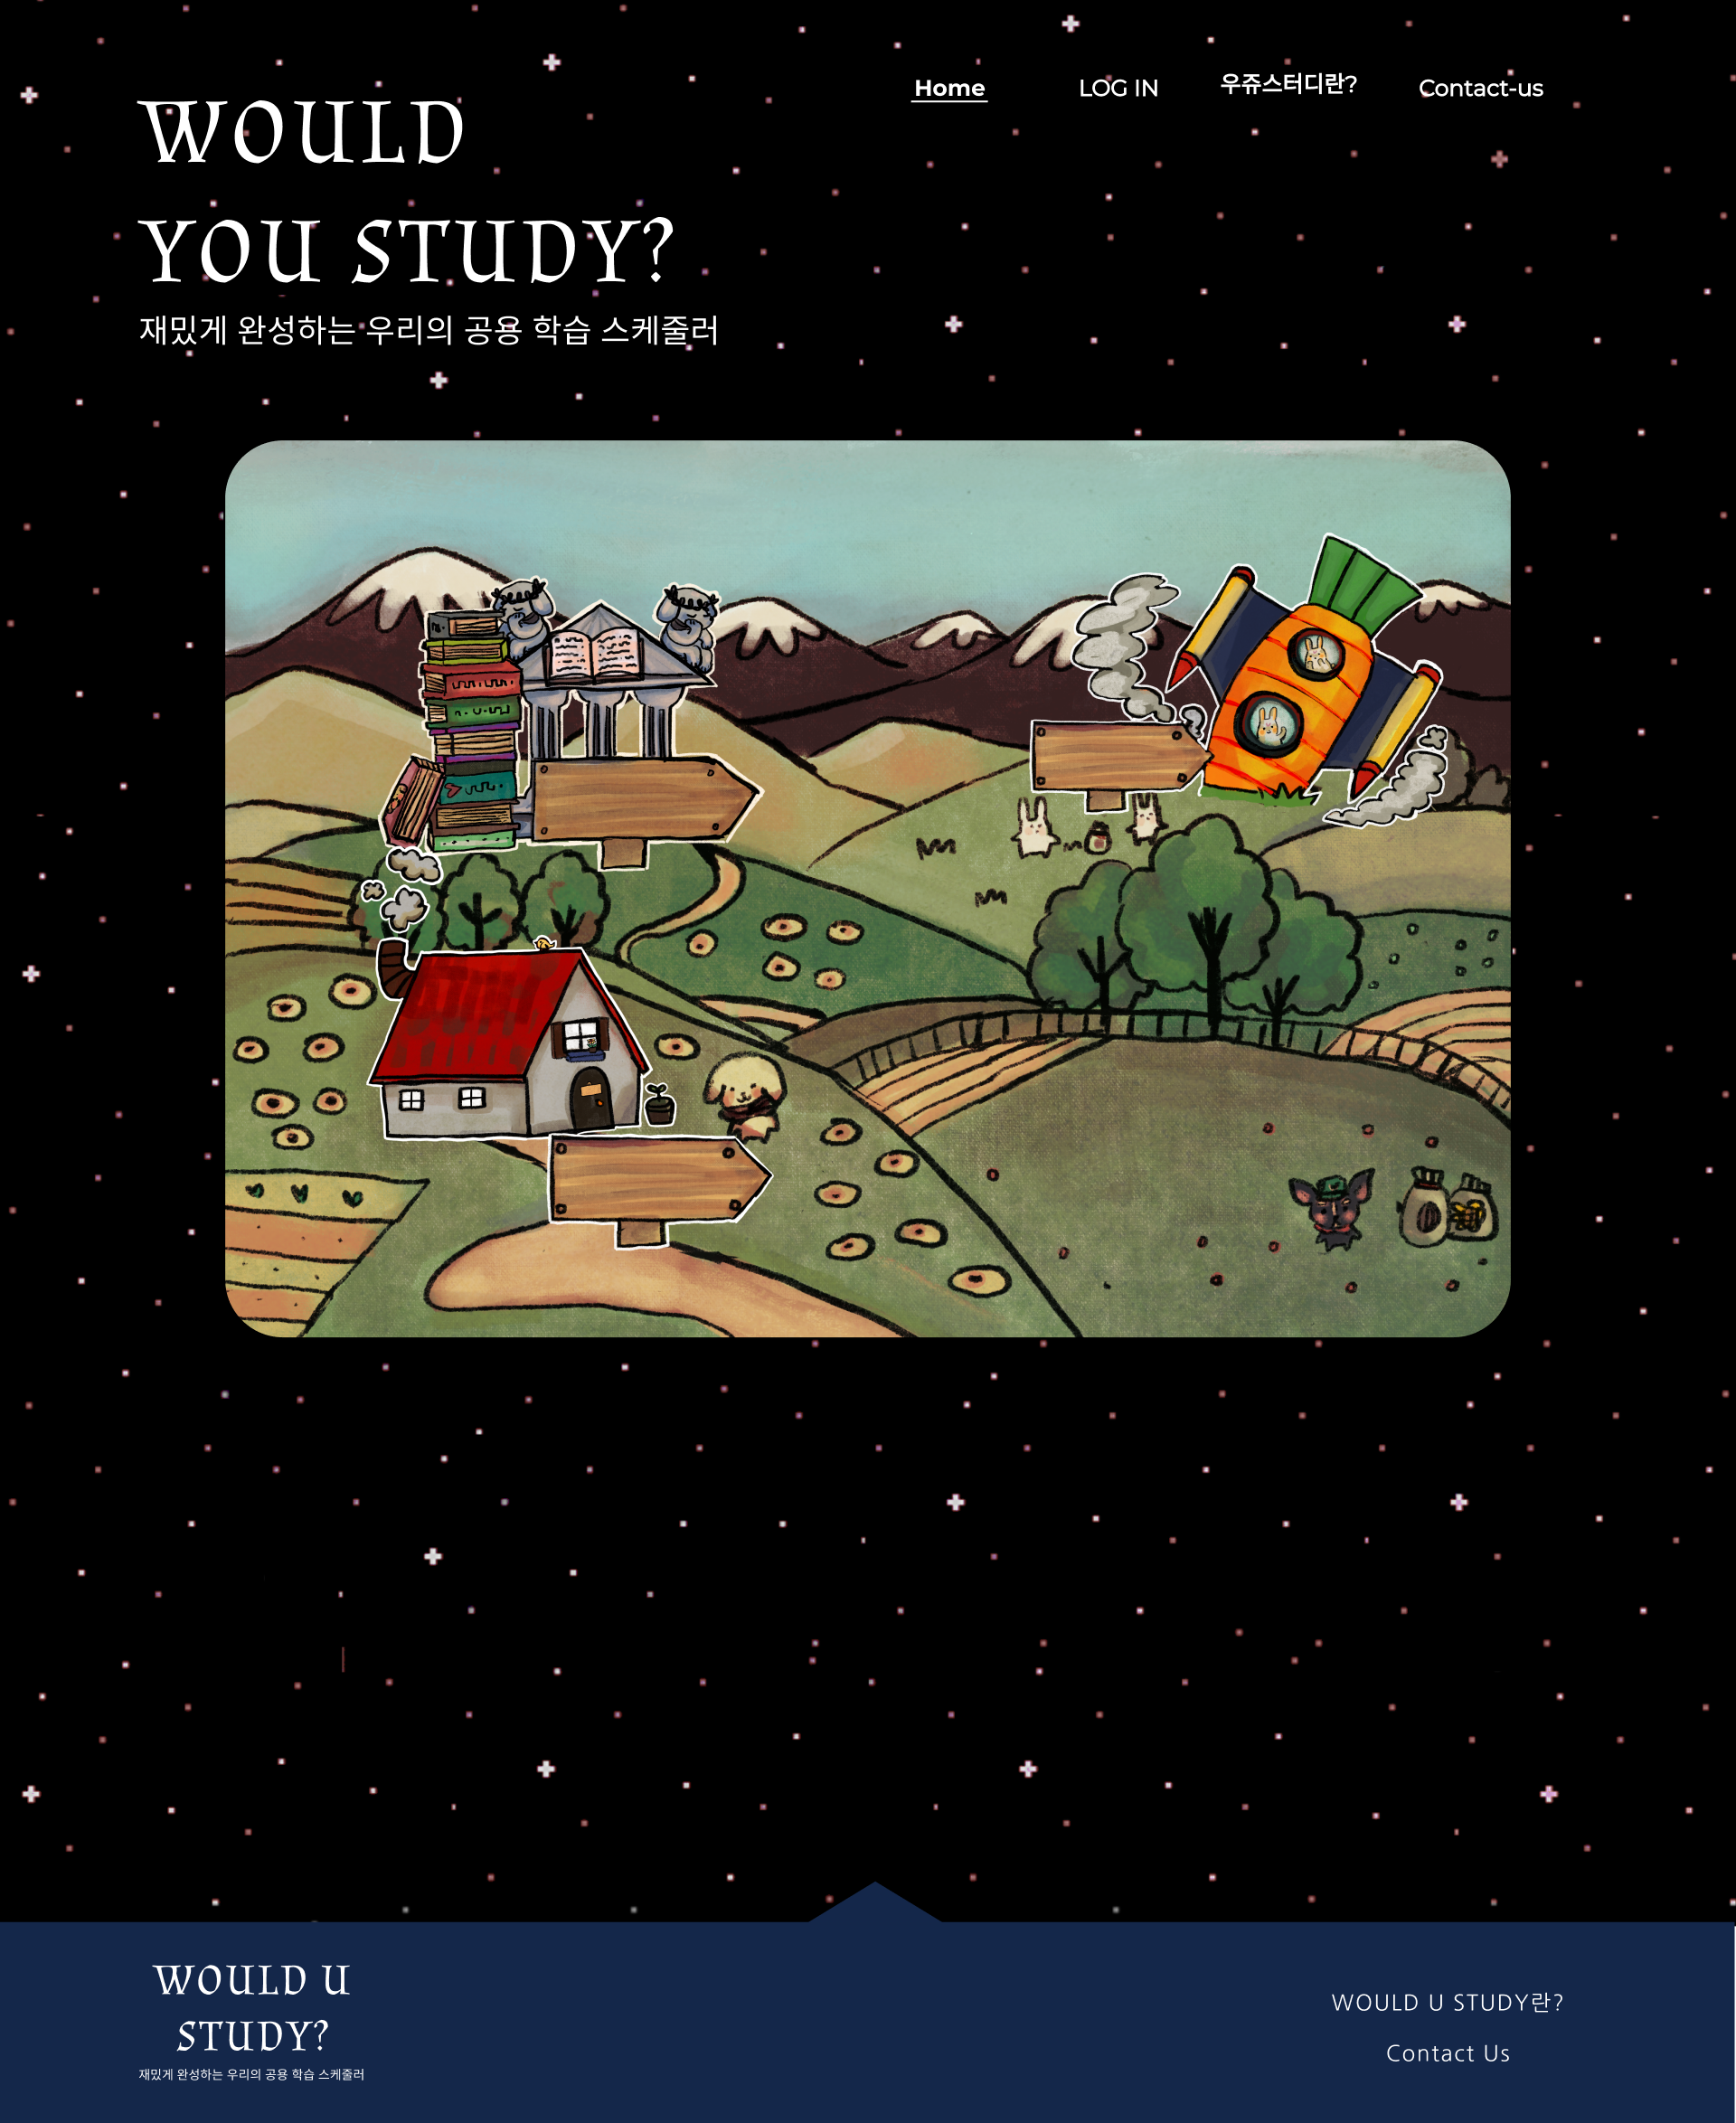 Home LOG IN 우쥬스터디란? Contact-us
WOULD
YOU STUDY?
재밌게 완성하는 우리의 공용 학습 스케줄러
WOULD U
STUDY?
재밌게 완성하는 우리의 공용 학습 스케줄러
WOULD U STUDY란?
Contact Us